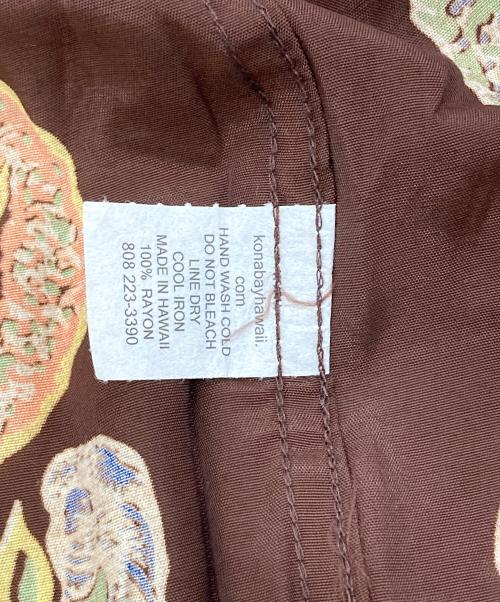 konabayhawaii.
com
HAND WASH COLD
DO NOT BLEACH
LINE DRY
COOL IRON
MADE IN HAWAII
100% RAYON
808 223-3390